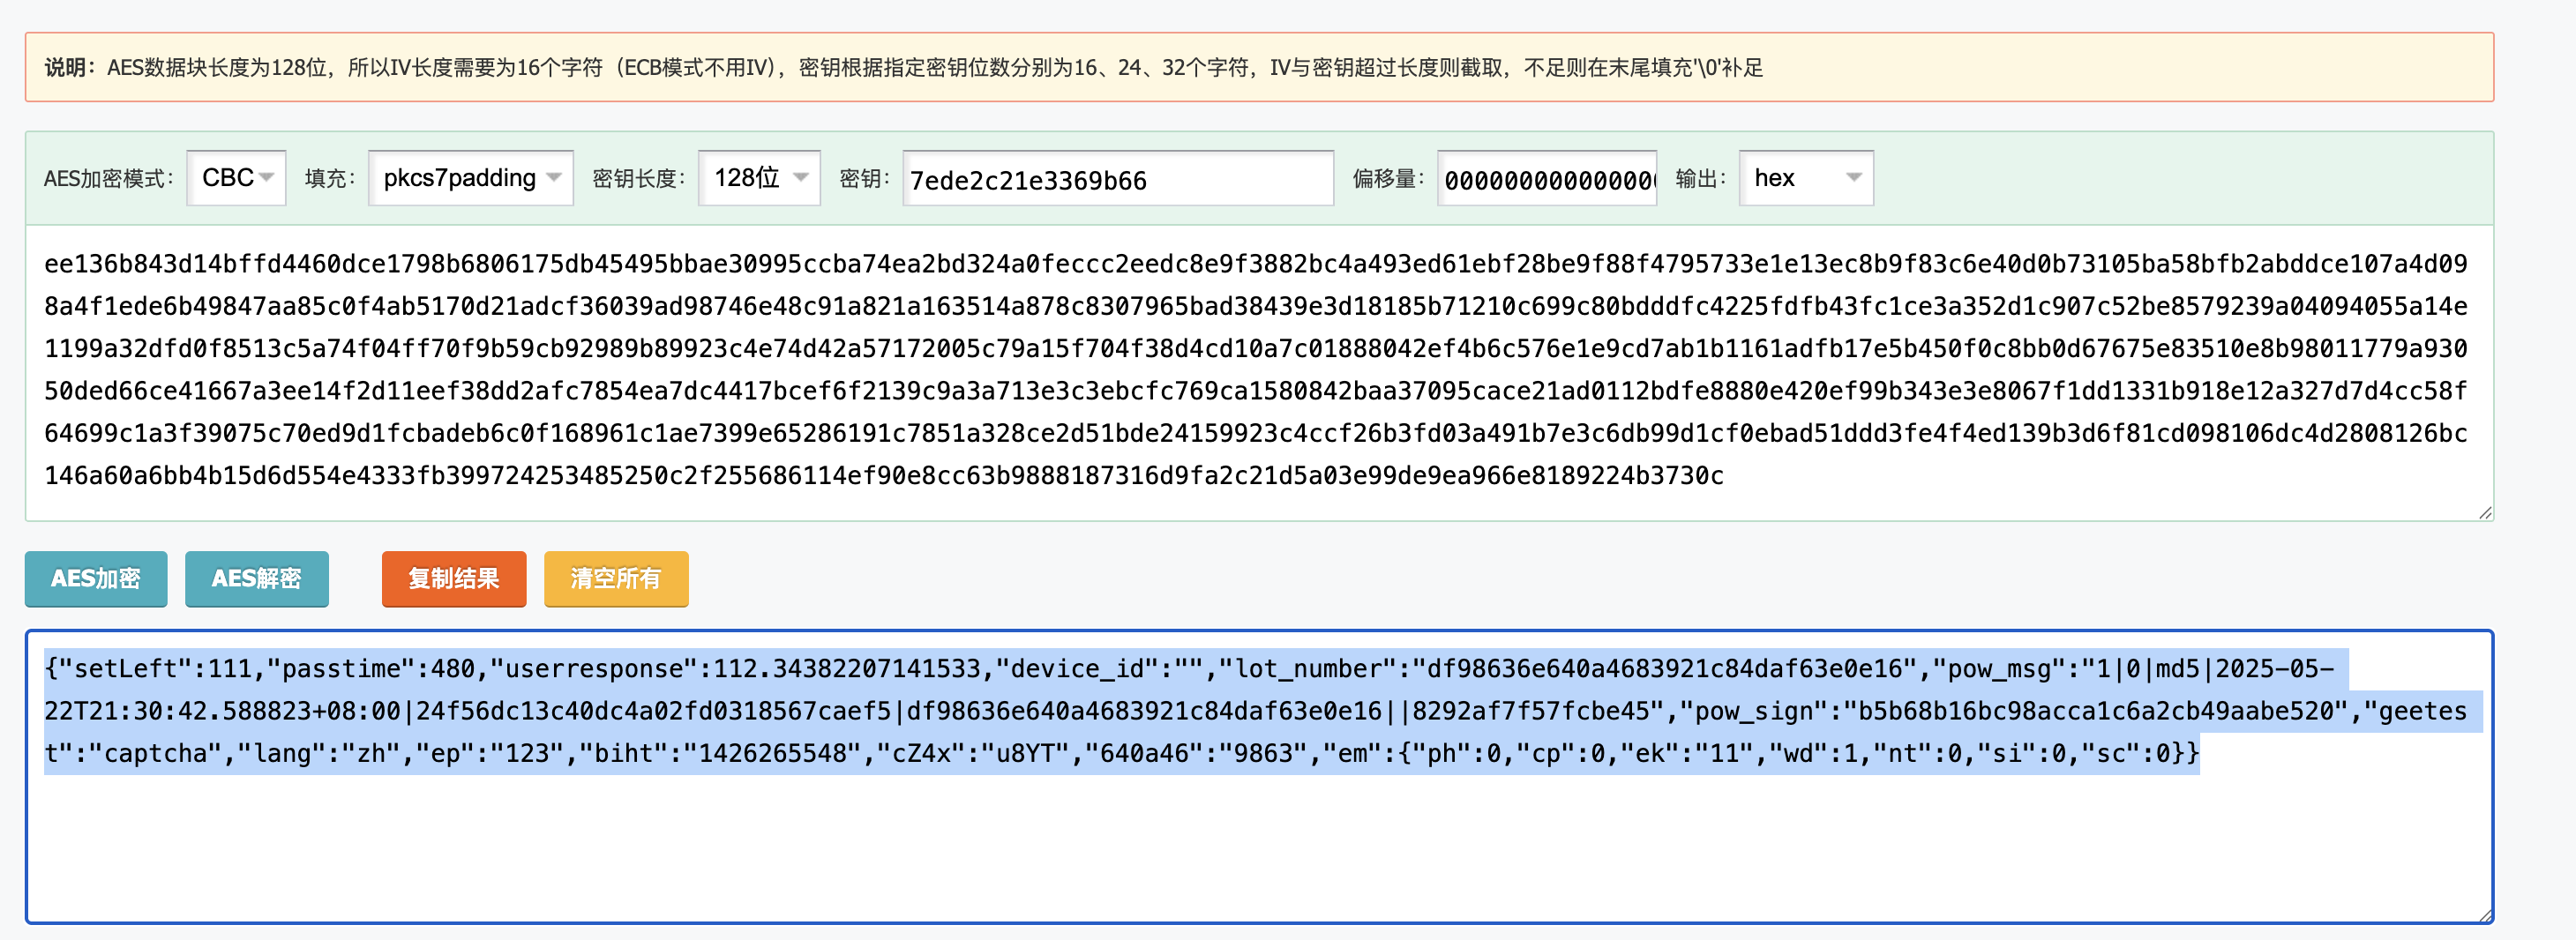 说明：AES数据块长度为128位，所以IV长度需要为16个字符（ECB模式不用IV)，密钥根据指定密钥位数分别为16、24、32个字符，IV与密钥超过长度则截取，不足则在末尾填充'\0'补足
AES加密模式： CBC 填充： pkcs7padding 密钥长度： 128位 密钥： 7ede2c21e3369b66 偏移量： 000000000000000 输出： hex
ee136b843d14bffd4460dce1798b6806175db45495bbae30995ccba74ea2bd324a0feccc2eedc8e9f3882bc4a493ed61ebf28be9f88f4795733e1e13ec8b9f83c6e40d0b73105ba58bfb2abddce107a4d09
8a4f1ede6b49847aa85c0f4ab5170d21adcf36039ad98746e48c91a821a163514a878c8307965bad38439e3d18185b71210c699c80bdddfc4225fdfb43fc1ce3a352d1c907c52be8579239a04094055a14e
1199a32dfd0f8513c5a74f04ff70f9b59cb92989b89923c4e74d42a57172005c79a15f704f38d4cd10a7c01888042ef4b6c576e1e9cd7ab1b1161adfb17e5b450f0c8bb0d67675e83510e8b98011779a930
50ded66ce41667a3ee14f2d11eef38dd2afc7854ea7dc4417bcef6f2139c9a3a713e3c3ebcfc769ca1580842baa37095cace21ad0112bdfe8880e420ef99b343e3e8067f1dd1331b918e12a327d7d4cc58f
64699c1a3f39075c70ed9d1fcbadeb6c0f168961c1ae7399e65286191c7851a328ce2d51bde24159923c4ccf26b3fd03a491b7e3c6db99d1cf0ebad51ddd3fe4f4ed139b3d6f81cd098106dc4d2808126bc
146a60a6bb4b15d6d554e4333fb399724253485250c2f255686114ef90e8cc63b9888187316d9fa2c21d5a03e99de9ea966e8189224b3730c
AES加密 AES解密 复制结果 清空所有
{"setLeft":111,"passtime":480,"userresponse":112.34382207141533,"device_id":"","lot_number":"df98636e640a4683921c84daf63e0e16","pow_msg":"1|0|md5|2025-05-
22T21:30:42.588823+08:00|24f56dc13c40dc4a02fd0318567caef5|df98636e640a4683921c84daf63e0e16||8292af7f57fcbe45","pow_sign":"b5b68b16bc98acca1c6a2cb49aabe520","geetes
t":"captcha","lang":"zh","ep":"123","biht":"1426265548","cZ4x":"u8YT","640a46":"9863","em":{"ph":0,"cp":0,"ek":"11","wd":1,"nt":0,"si":0,"sc":0}}